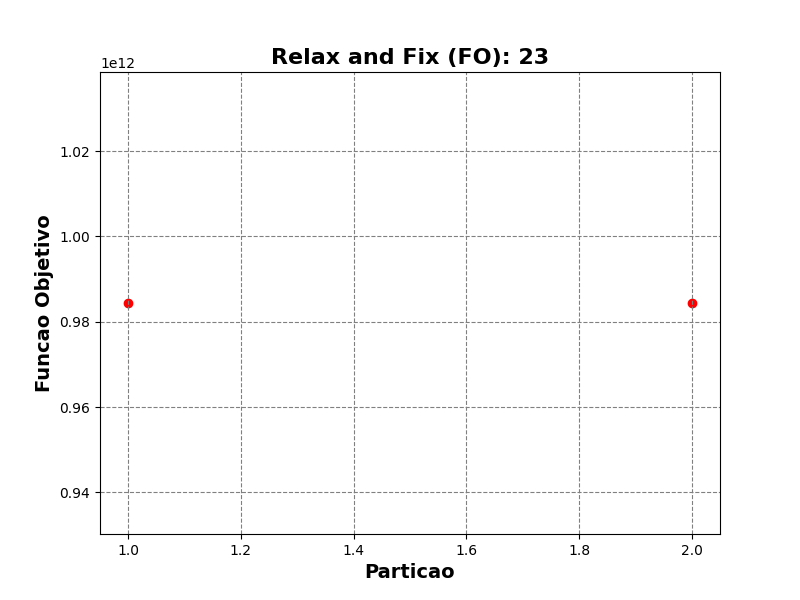 Relax and Fix (FO): 23
1e12
1.02
1.00
0.98
0.96
0.94
Funcao Objetivo
1.0 1.2 1.4 1.6 1.8 2.0
Particao